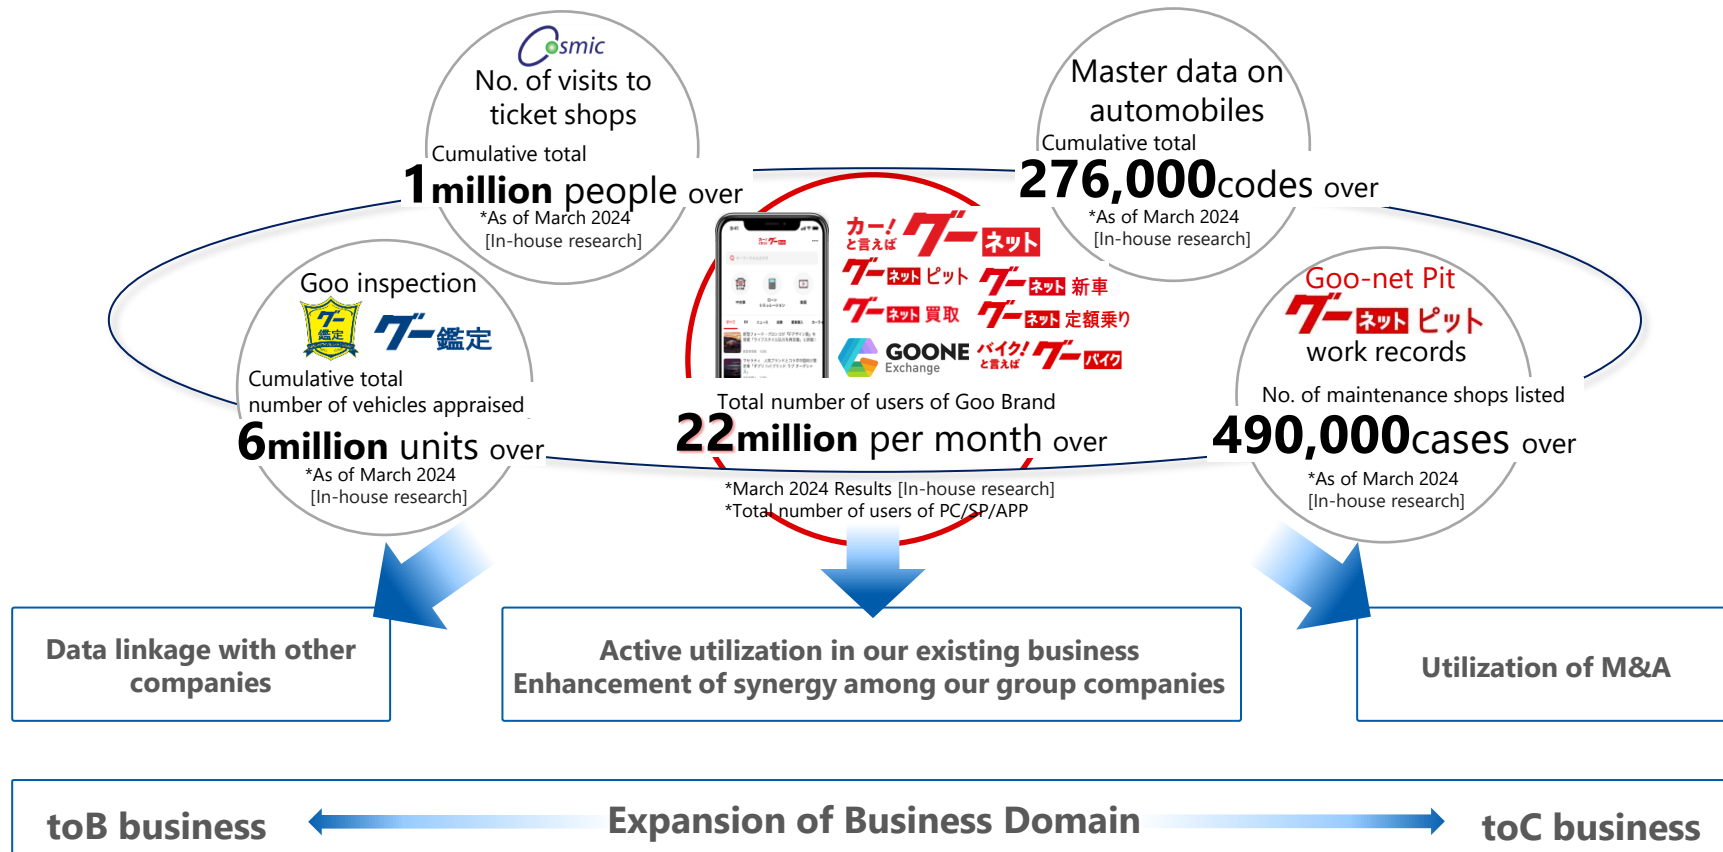 Cosmic
No. of visits to
ticket shops
Cumulative total
1million people over
*As of March 2024
[In-house research]
Master data on
automobiles
Cumulative total
276,000codes over
*As of March 2024
[In-house research]
Goo inspection
グー
鑑定
グー鑑定
Cumulative total
number of vehicles appraised
6million units over
*As of March 2024
[In-house research]
9:41
カー!
と言えば
グーネット
グーネットピット
グーネット新車
グーネット買取
グーネット定額乗り
GOONE
Exchange
バイク!
と言えば
グーバイク
Total number of users of Goo Brand
22million per month over
*March 2024 Results [In-house research]
*Total number of users of PC/SP/APP
Goo-net Pit
グーネットピット
work records
No. of maintenance shops listed
490,000cases over
*As of March 2024
[In-house research]
Data linkage with other
companies
Active utilization in our existing business
Enhancement of synergy among our group companies
Utilization of M&A
toB business
Expansion of Business Domain
toC business